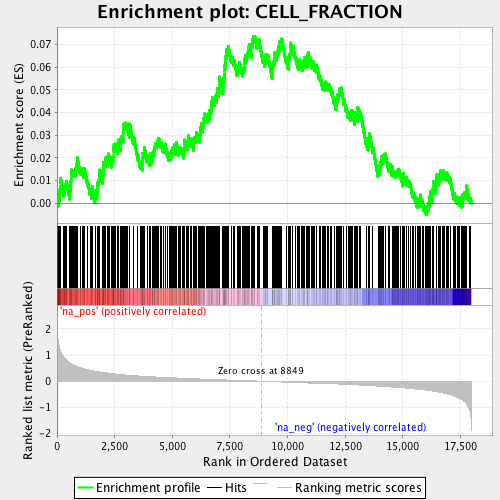 Enrichment plot: CELL_FRACTION
Enrichment score (ES)
0.07
0.06
0.05
0.04
0.03
0.02
0.01
0.00
'na_pos' (positively correlated)
Ranked list metric (PreRanked)
2
1
0
-1
-2
Zero cross at 8849
'na_neg' (negatively correlated)
0
2,500
5,000
7,500
10,000
12,500
15,000
17,500
Rank in Ordered Dataset
Enrichment profile
Hits
Ranking metric scores